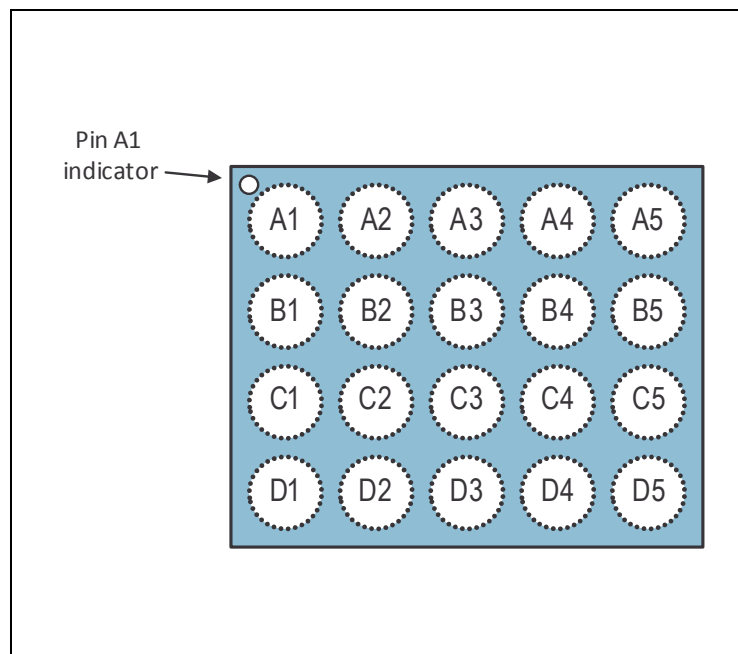 Pin A1
indicator
A1 A2 A3 A4 A5
B1 B2 B3 B4 B5
C1 C2 C3 C4 C5
D1 D2 D3 D4 D5